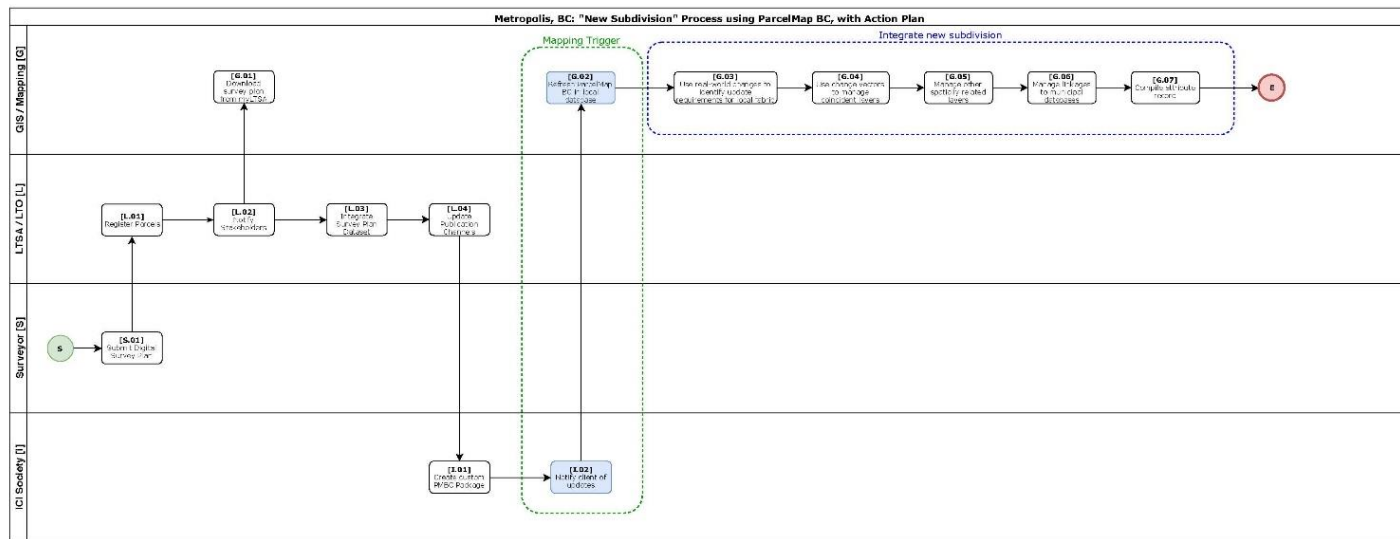 Metropolis, BC: "New Subdivision" Process using ParcelMap BC, with Action Plan
GIS / Mapping [G]
[G.01]
Download
survey plan
from myLTSA
Mapping Trigger
[G.02]
Refresh ParcelMap
BC in local
database
Integrate new subdivision
[G.03]
Use real-world changes to
identify update
requirements for local fabric
[G.04]
Use change vectors
to manage
coincident layers
[G.05]
Manage other
spatially related
layers
[G.06]
Manage linkages
to municipal
databases
[G.07]
Compile attribute
record
E
LTSA / LTO [L]
[L.01]
Register Parcels
[L.02]
Notify
Stakeholders
[L.03]
Integrate
Survey Plan
Dataset
[L.04]
Update
Publication
Channels
Surveyor [S]
S
[S.01]
Submit Digital
Survey Plan
ICI Society [I]
[I.01]
Create custom
PMBC Package
[I.02]
Notify client of
updates